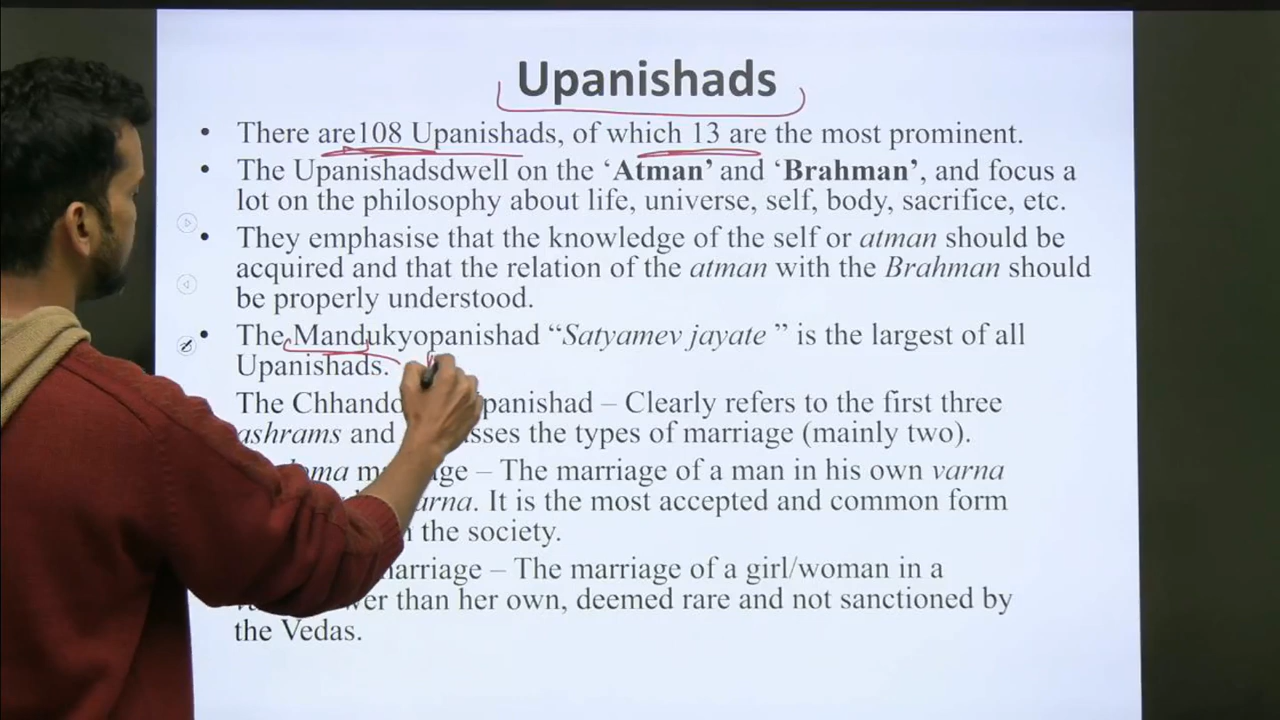 Upanishads
• There are108 Upanishads, of which 13 are the most prominent.
• The Upanishadsdwell on the ‘Atman’ and ‘Brahman’, and focus a
lot on the philosophy about life, universe, self, body, sacrifice, etc.
• They emphasise that the knowledge of the self or atman should be
acquired and that the relation of the atman with the Brahman should
be properly understood.
• The Mandukyopanishad “Satyamev jayate ” is the largest of all
Upanishads.
The – Clearly refers to the first three
ashrams and the types of marriage (mainly two).
– The marriage of a man in his own varna
. It is the most accepted and common form
the society.
marriage – The marriage of a girl/woman in a
than her own, deemed rare and not sanctioned by
the Vedas.